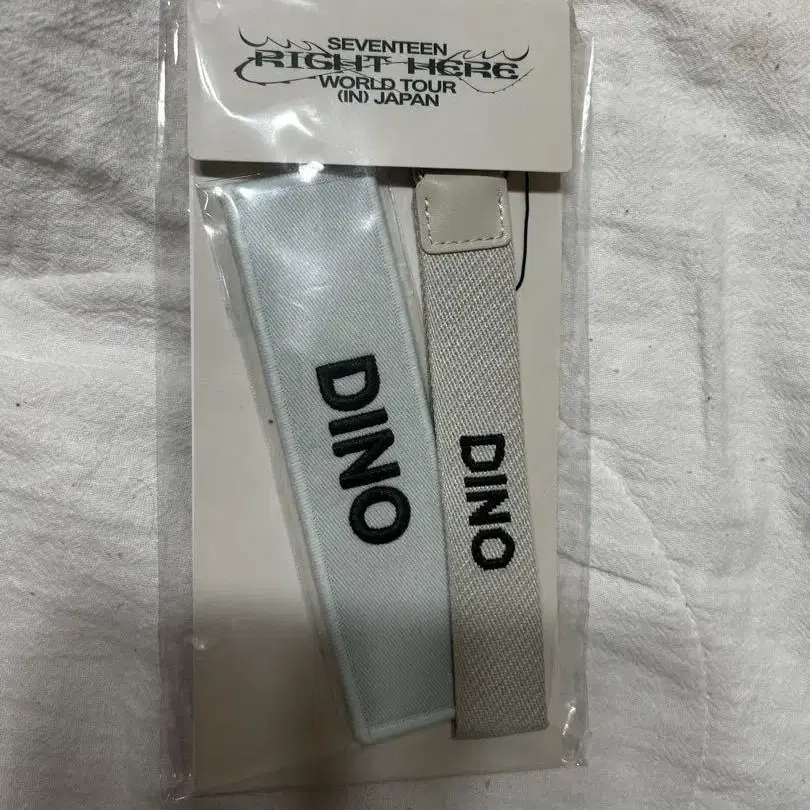 SEVENTEEN
RIGHT HERE
WORLD TOUR
(IN) JAPAN
DINO
DINO